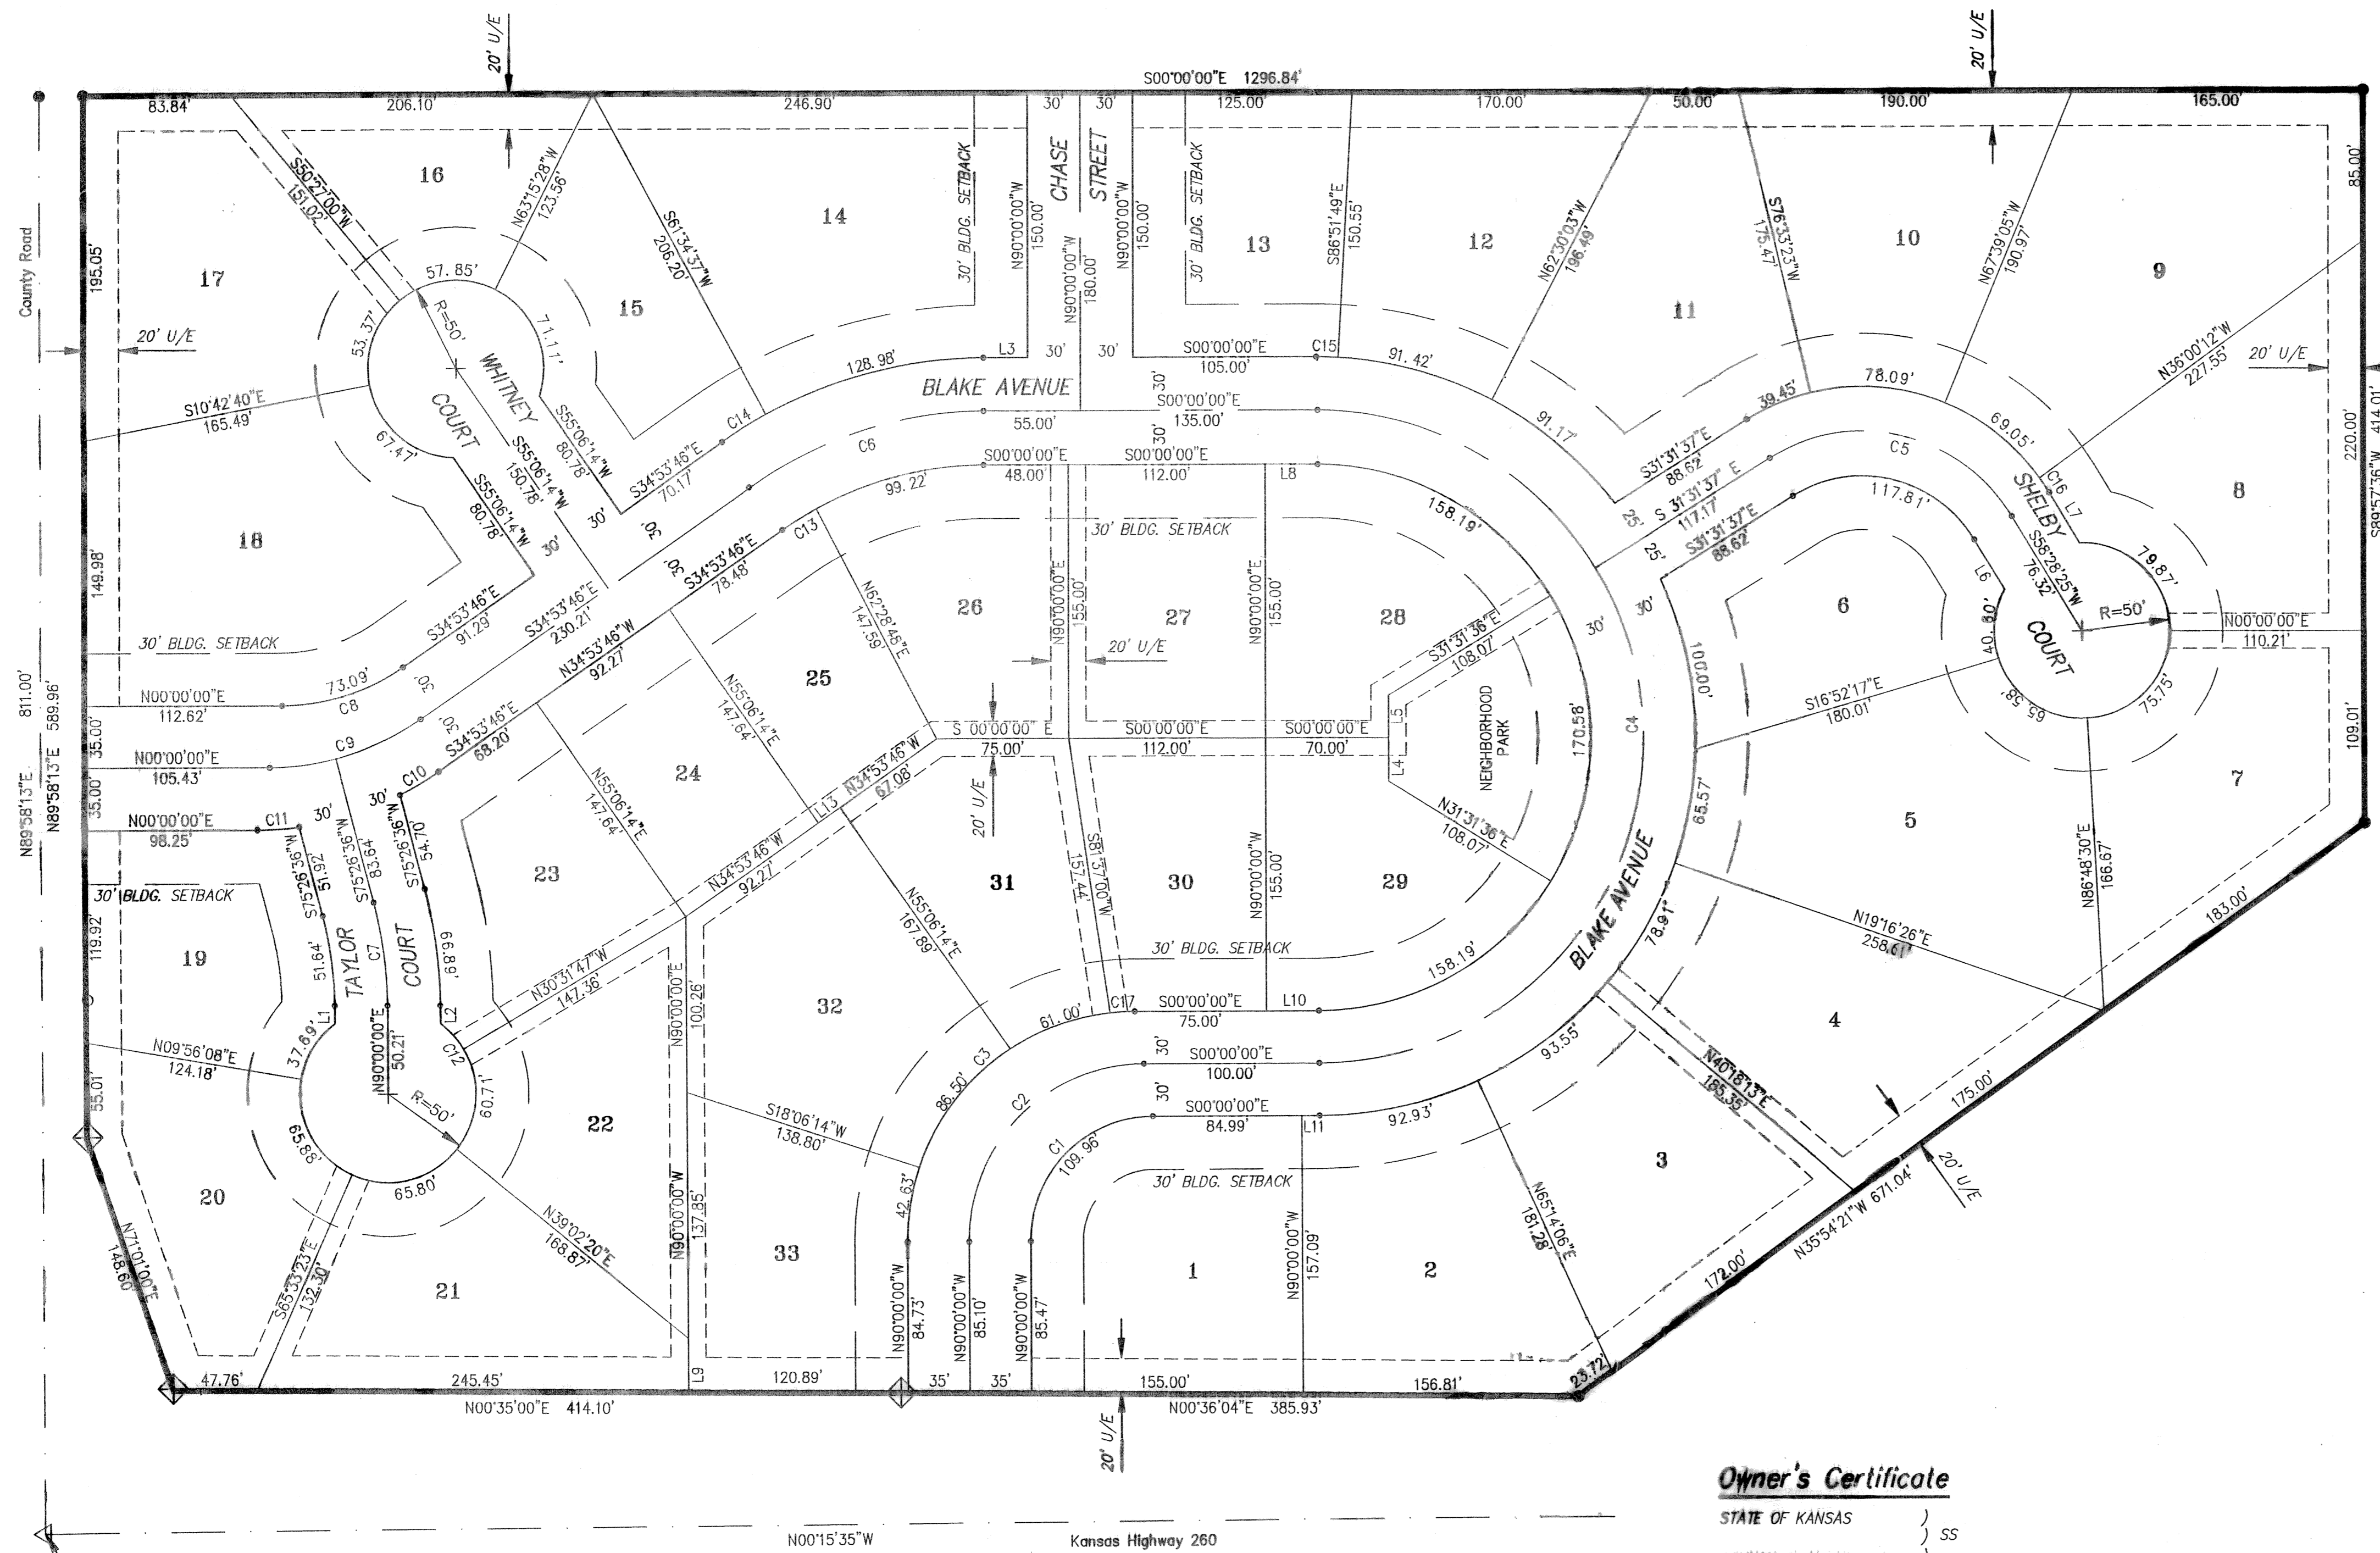 20' U/E
20' U/E
S00°00'00"E 1296.84'
83.84'
206.10'
246.90'
30'
30'
125.00'
170.00'
50.00'
190.00'
165.00'
County Road
N89°58'13"E 811.00'
N89°58'13"E 589.96'
195.05'
149.98'
35.00'
35.00'
119.92'
55.01'
N71°01'00"E
148.60'
17
S50°27'00"W
151.02'
16
N63°15'28"W
123.56'
57.85'
R=50'
53.37'
71.11'
WHITNEY
COURT
67.47'
20' U/E
S10°42'40"E
165.49'
15
S61°34'37"W
206.20'
14
30' BLDG. SETBACK
N90°00'00"W
150.00'
CHASE
STREET
N90°00'00"W
180.00'
N90°00'00"W
150.00'
30' BLDG. SETBACK
13
S86°51'49"E
150.55'
12
N62°30'03"W
196.49'
11
S76°33'23"W
175.47'
10
N67°39'05"W
190.97'
9
85.00'
N36°00'12"W
227.55'
20' U/E
220.00'
S89°57'36"W 414.01'
8
109.01'
128.98'
L3
30'
30'
S00°00'00"E
105.00'
C15
91.42'
BLAKE AVENUE
30'
30'
S00°00'00"E
135.00'
55.00'
C14
C6
S55°06'14"W
80.78'
S55°06'14"W
150.78'
S55°06'14"W
80.78'
S34°53'46"E
70.17'
30'
30'
30'
30'
99.22'
S00°00'00"E
48.00'
S00°00'00"E
112.00'
L8
91.17'
39.45'
78.09'
69.05'
S31°31'37"E
88.62'
S 31°31'37" E
117.17'
S31°31'37"E
88.62'
25'
25'
C5
117.81'
C16
L7
SHELBY
COURT
L6
S58°28'25"W
76.32'
79.87'
R=50'
N00°00'00"E
110.21'
40.30'
65.58'
75.75'
18
30' BLDG. SETBACK
S34°53'46"E
91.29'
S34°53'46"E
230.21'
S34°53'46"E
78.48'
C13
N34°53'46"W
92.27'
N62°28'48"E
147.59'
26
30' BLDG. SETBACK
N90°00'00"E
155.00'
20' U/E
27
N90°00'00"E
155.00'
28
158.19'
S31°31'36"E
108.07'
30'
30'
100.00'
6
S16°52'17"E
180.01'
N00°00'00"E
112.62'
73.09'
C8
30'
30'
N00°00'00"E
105.43'
C9
N00°00'00"E
98.25'
C11
30'
30'
C10
S34°53'46"E
68.20'
25
N55°06'14"E
147.64'
24
N55°06'14"E
147.64'
N34°53'46"W
67.08'
L13
S 00°00'00" E
75.00'
20' U/E
S00°00'00"E
112.00'
S00°00'00"E
70.00'
L5
L4
NEIGHBORHOOD
PARK
N31°31'36"E
108.07'
170.58'
C4
65.57'
5
N86°48'30"E
166.67'
7
183.00'
N19°16'26"E
258.61'
30' BLDG. SETBACK
19
S75°26'36"W
51.92'
S75°26'36"W
83.64'
S75°26'36"W
54.70'
51.64'
TAYLOR
C7
COURT
69.89'
L1
L2
N90°00'00"E
50.21'
C12
R=50'
37.69'
60.71'
65.88'
65.80'
N09°56'08"E
124.18'
20
23
N34°53'46"W
92.27'
N30°31'47"W
147.36'
N90°00'00"E
100.26'
31
N55°06'14"E
167.89'
S81°37'00"W
157.44'
30
N90°00'00"W
155.00'
29
30' BLDG. SETBACK
158.19'
BLAKE AVENUE
78.91'
32
61.00'
C17
S00°00'00"E
75.00'
L10
C3
86.50'
S18°06'14"W
138.80'
42.63'
C2
30'
S00°00'00"E
100.00'
30'
C1
109.96'
S00°00'00"E
84.99'
L11
92.93'
93.55'
30' BLDG. SETBACK
4
N40°18'13"E
185.35'
175.00'
20' U/E
3
N65°14'06"E
181.28'
N35°54'21"W 671.04'
172.00'
23.72'
22
N39°02'20"E
168.87'
21
S65°33'23"E
132.30'
N90°00'00"W
137.85'
L9
33
N90°00'00"W
84.73'
N90°00'00"W
85.10'
N90°00'00"W
85.47'
1
N90°00'00"W
157.09'
2
47.76'
245.45'
120.89'
35'
35'
155.00'
156.81'
N00°35'00"E 414.10'
N00°36'04"E 385.93'
20' U/E
N00°15'35"W
Kansas Highway 260
Owner's Certificate
STATE OF KANSAS )
) SS